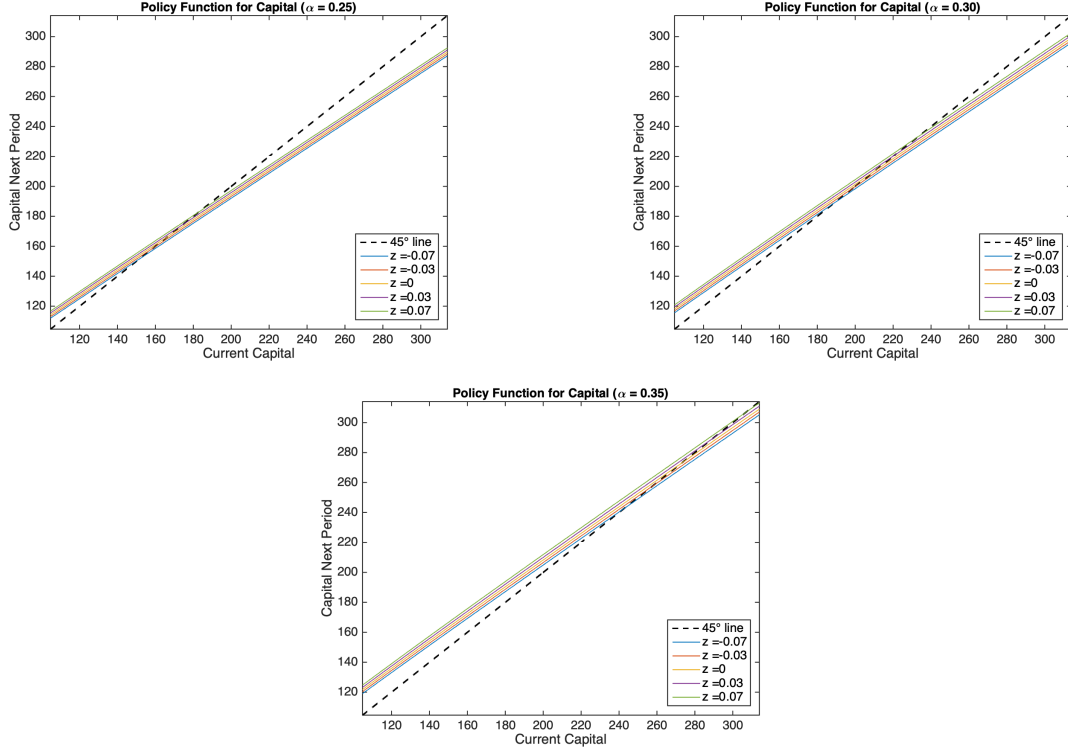 Policy Function for Capital (α = 0.25)
Capital Next Period
300
280
260
240
220
200
180
160
140
120
45° line
z =-0.07
z =-0.03
z =0
z =0.03
z =0.07
120 140 160 180 200 220 240 260 280 300
Current Capital
Policy Function for Capital (α = 0.30)
Capital Next Period
300
280
260
240
220
200
180
160
140
120
45° line
z =-0.07
z =-0.03
z =0
z =0.03
z =0.07
120 140 160 180 200 220 240 260 280 300
Current Capital
Policy Function for Capital (α = 0.35)
Capital Next Period
300
280
260
240
220
200
180
160
140
120
45° line
z =-0.07
z =-0.03
z =0
z =0.03
z =0.07
120 140 160 180 200 220 240 260 280 300
Current Capital